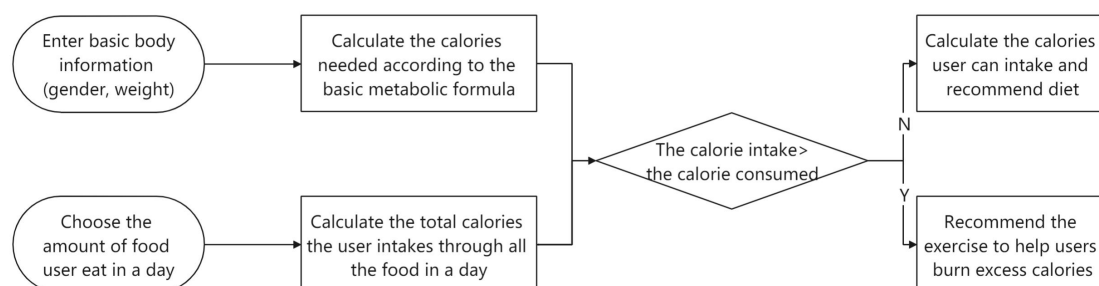 Enter basic body
information
(gender, weight)
Calculate the calories
needed according to the
basic metabolic formula
Calculate the calories
user can intake and
recommend diet
N
The calorie intake>
the calorie consumed
Y
Choose the
amount of food
user eat in a day
Calculate the total calories
the user intakes through all
the food in a day
Recommend the
exercise to help users
burn excess calories